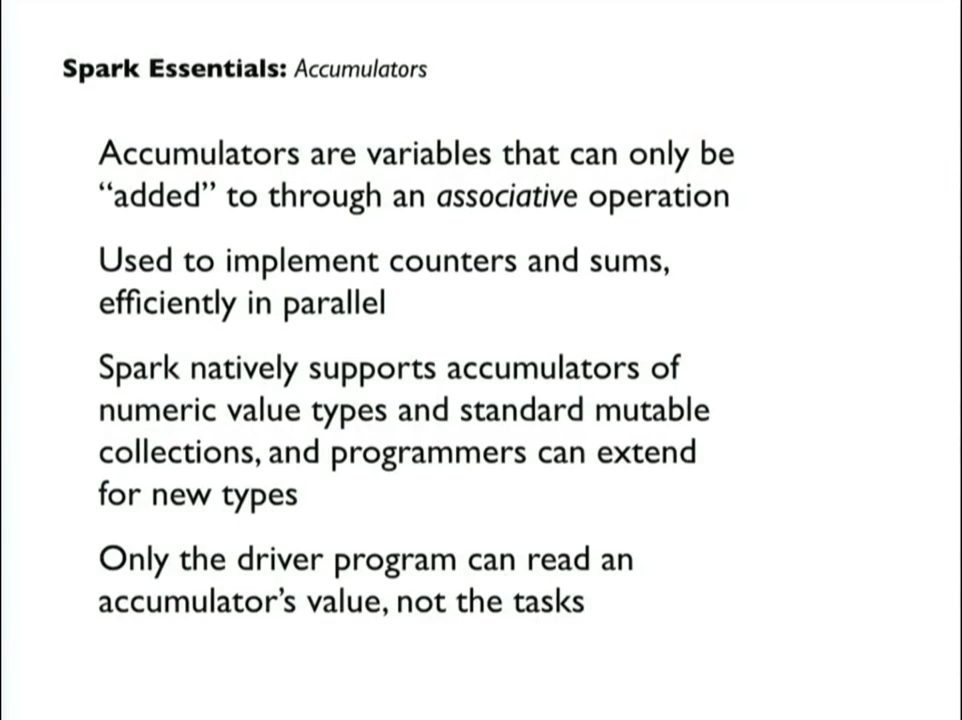 Spark Essentials: Accumulators
Accumulators are variables that can only be
“added” to through an associative operation
Used to implement counters and sums,
efficiently in parallel
Spark natively supports accumulators of
numeric value types and standard mutable
collections, and programmers can extend
for new types
Only the driver program can read an
accumulator’s value, not the tasks